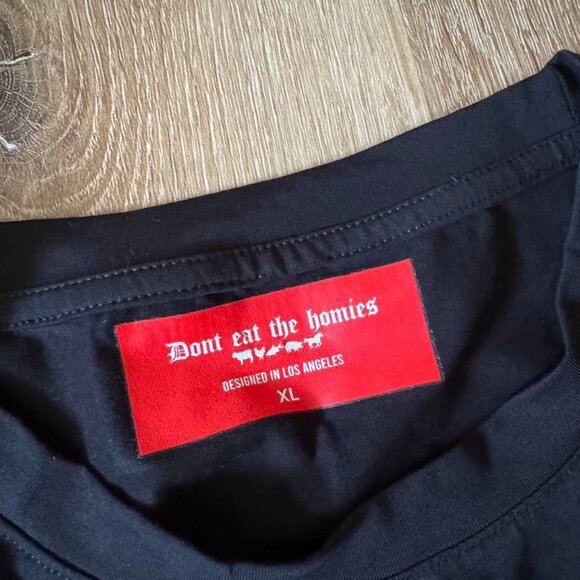 Dont eat the homies
DESIGNED IN LOS ANGELES
XL